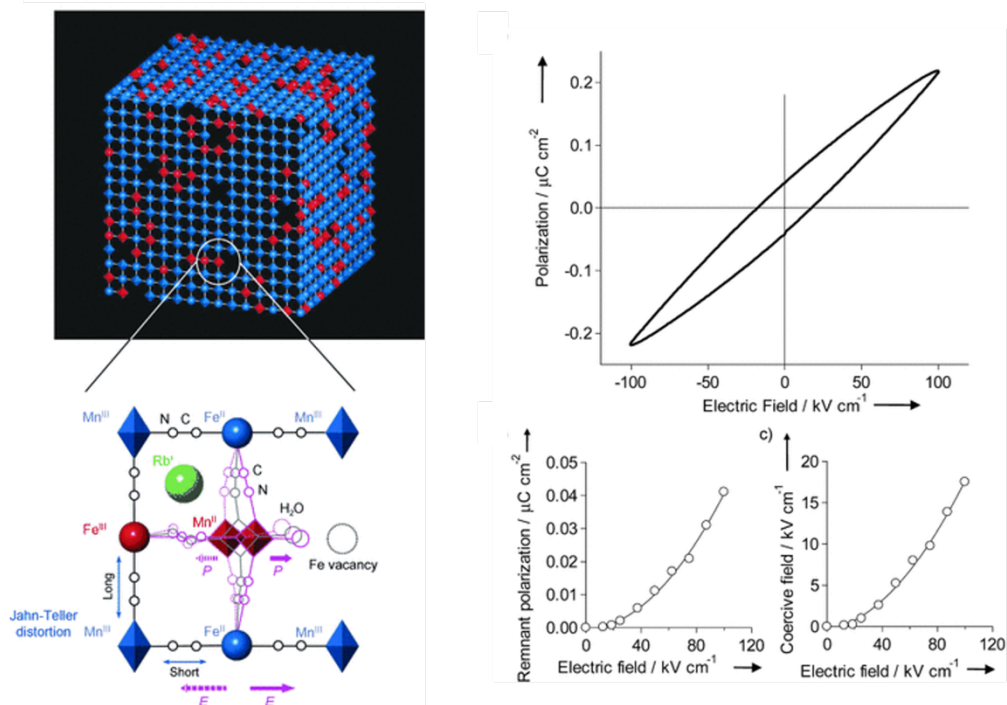 Mn^III
N C
Fe^II
Mn^III
Rb^I
C
N
H₂O
Fe^III
Mn^II
P
P
Fe vacancy
Long
Jahn-Teller
distortion
Mn^III
Fe^II
Mn^III
Short
E
E
Polarization / μC cm⁻²
0.2
0.1
0.0
-0.1
-0.2
-100 -50 0 50 100
Electric Field / kV cm⁻¹
Remnant polarization / μC cm⁻²
0.05
0.04
0.03
0.02
0.01
0.00
0 40 80 120
Electric field / kV cm⁻¹
c)
Coercive field / kV cm⁻¹
20
15
10
5
0
0 40 80 120
Electric field / kV cm⁻¹